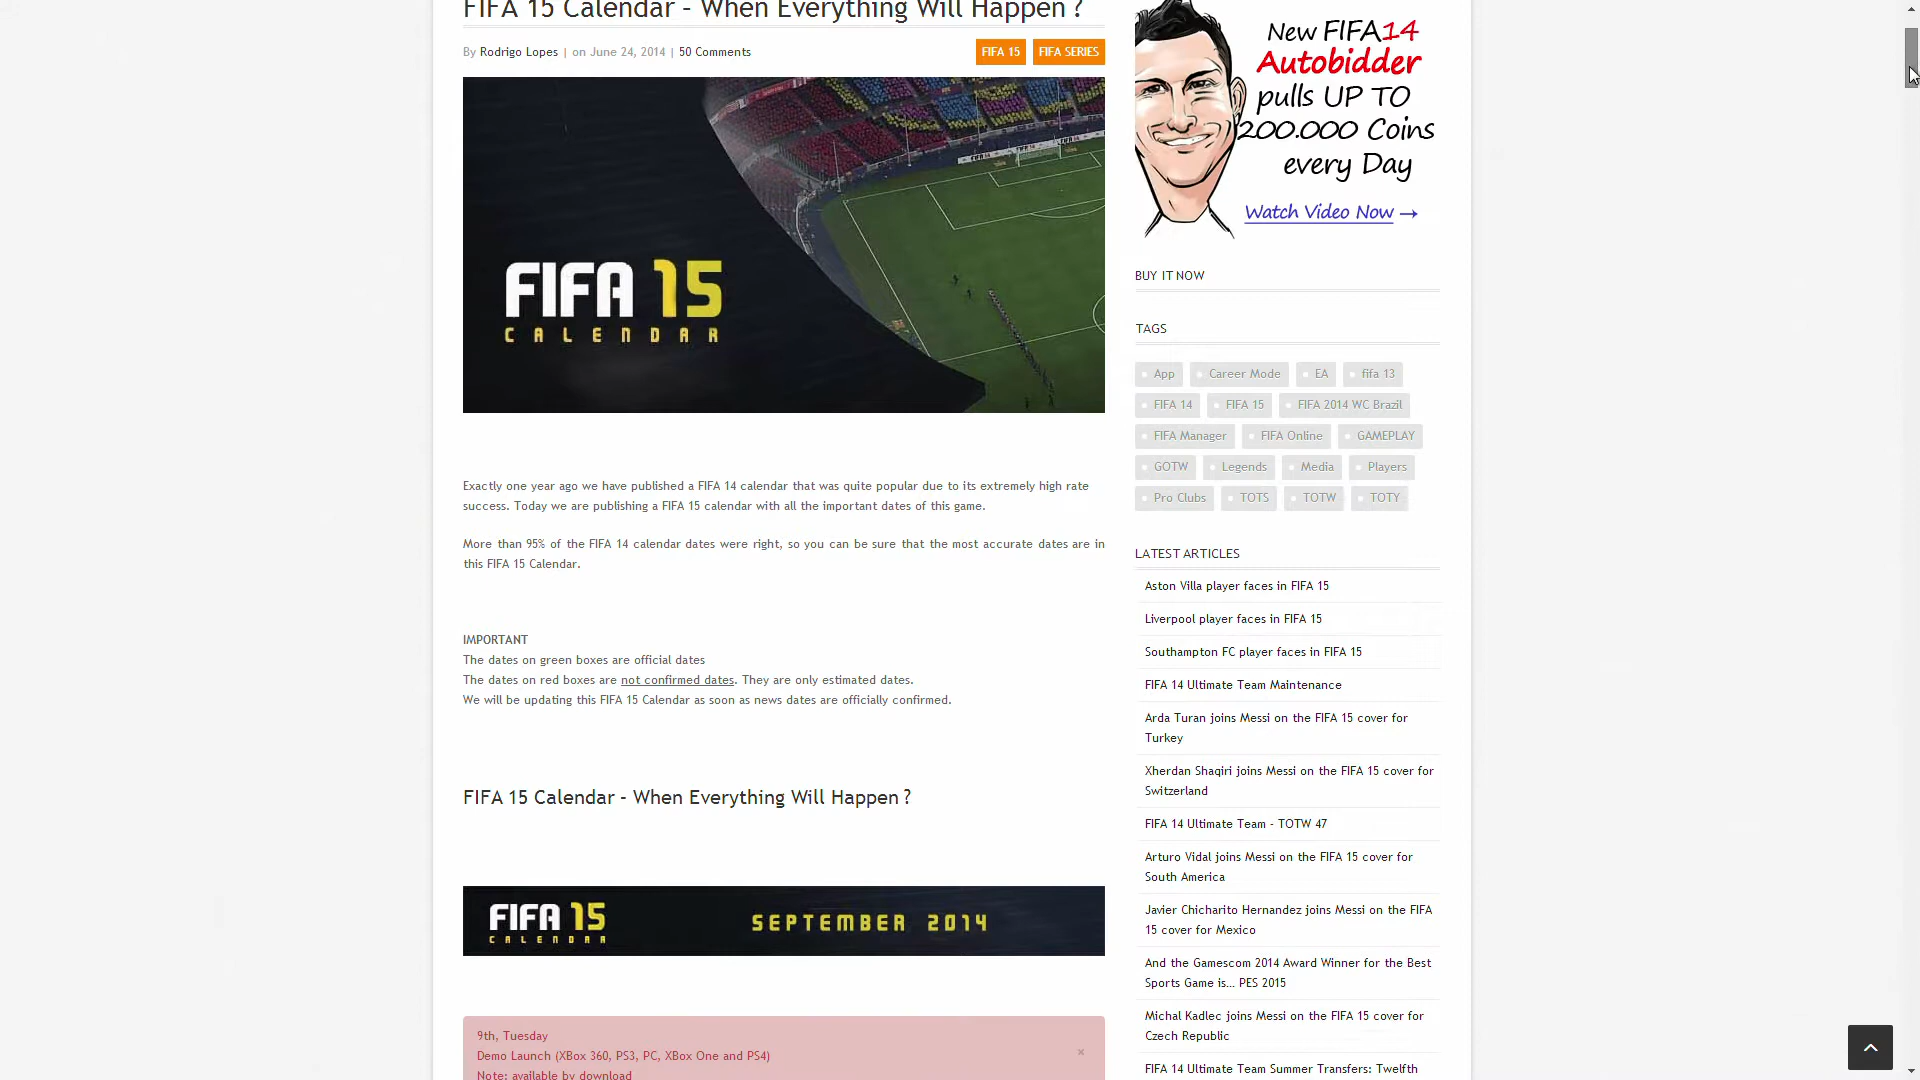 FIFA 15 Calendar – When Everything Will Happen ?
By Rodrigo Lopes | on June 24, 2014 | 50 Comments
FIFA 15
FIFA SERIES
FIFA 15
CALENDAR
Exactly one year ago we have published a FIFA 14 calendar that was quite popular due to its extremely high rate
success. Today we are publishing a FIFA 15 calendar with all the important dates of this game.
More than 95% of the FIFA 14 calendar dates were right, so you can be sure that the most accurate dates are in
this FIFA 15 Calendar.
IMPORTANT
The dates on green boxes are official dates
The dates on red boxes are not confirmed dates. They are only estimated dates.
We will be updating this FIFA 15 Calendar as soon as news dates are officially confirmed.
FIFA 15 Calendar – When Everything Will Happen ?
FIFA 15
CALENDAR
SEPTEMBER 2014
9th, Tuesday
Demo Launch (XBox 360, PS3, PC, XBox One and PS4)
Note: available by download
×
New FIFA14
Autobidder
pulls UP TO
200.000 Coins
every Day
Watch Video Now →
BUY IT NOW
TAGS
App
Career Mode
EA
fifa 13
FIFA 14
FIFA 15
FIFA 2014 WC Brazil
FIFA Manager
FIFA Online
GAMEPLAY
GOTW
Legends
Media
Players
Pro Clubs
TOTS
TOTW
TOTY
LATEST ARTICLES
Aston Villa player faces in FIFA 15
Liverpool player faces in FIFA 15
Southampton FC player faces in FIFA 15
FIFA 14 Ultimate Team Maintenance
Arda Turan joins Messi on the FIFA 15 cover for
Turkey
Xherdan Shaqiri joins Messi on the FIFA 15 cover for
Switzerland
FIFA 14 Ultimate Team – TOTW 47
Arturo Vidal joins Messi on the FIFA 15 cover for
South America
Javier Chicharito Hernandez joins Messi on the FIFA
15 cover for Mexico
And the Gamescom 2014 Award Winner for the Best
Sports Game is… PES 2015
Michal Kadlec joins Messi on the FIFA 15 cover for
Czech Republic
FIFA 14 Ultimate Team Summer Transfers: Twelfth